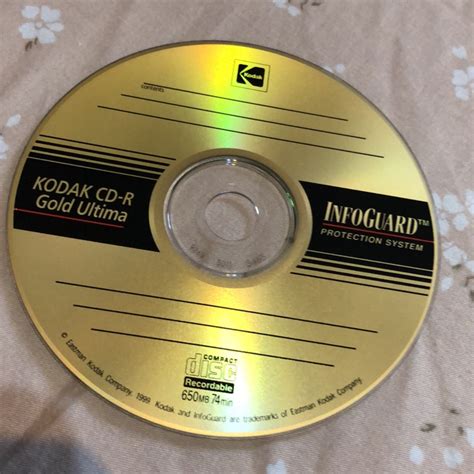 Kodak
contents
KODAK CD-R
Gold Ultima
INFOGUARD™
PROTECTION SYSTEM
COMPACT
disc
Recordable
650MB 74min
© Eastman Kodak Company, 1999 Kodak and InfoGuard are trademarks of Eastman Kodak Company